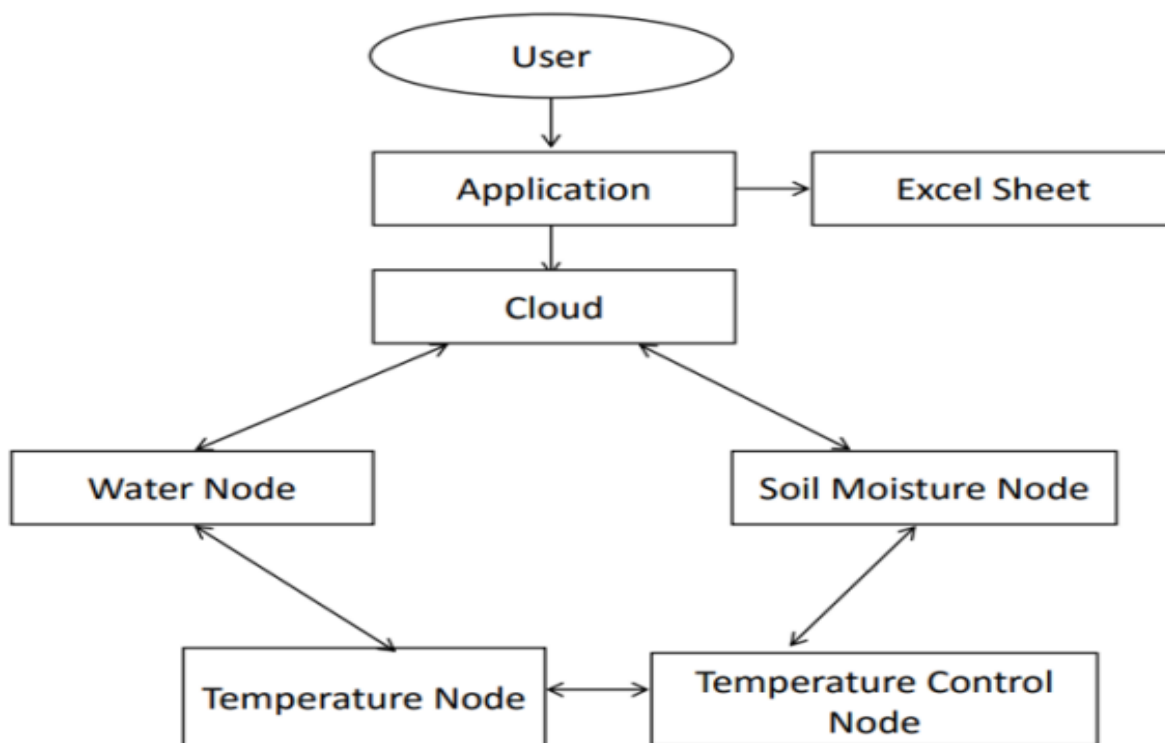 User
Application
Excel Sheet
Cloud
Water Node
Soil Moisture Node
Temperature Node
Temperature Control
Node